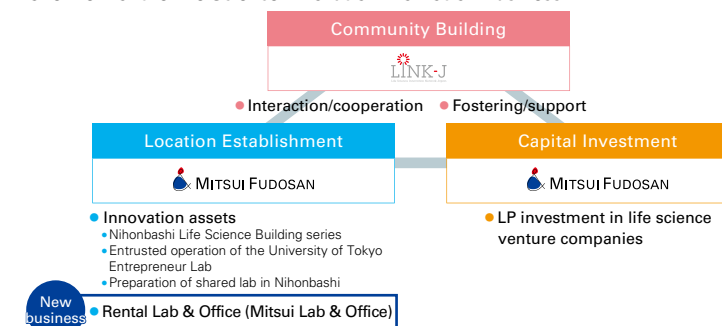 Community Building
LINK-J
Interaction/cooperation
Fostering/support
Location Establishment
MITSUI FUDOSAN
Capital Investment
MITSUI FUDOSAN
Innovation assets
Nihonbashi Life Science Building series
Entrusted operation of the University of Tokyo
Entrepreneur Lab
Preparation of shared lab in Nihonbashi
LP investment in life science
venture companies
New
business
Rental Lab & Office (Mitsui Lab & Office)